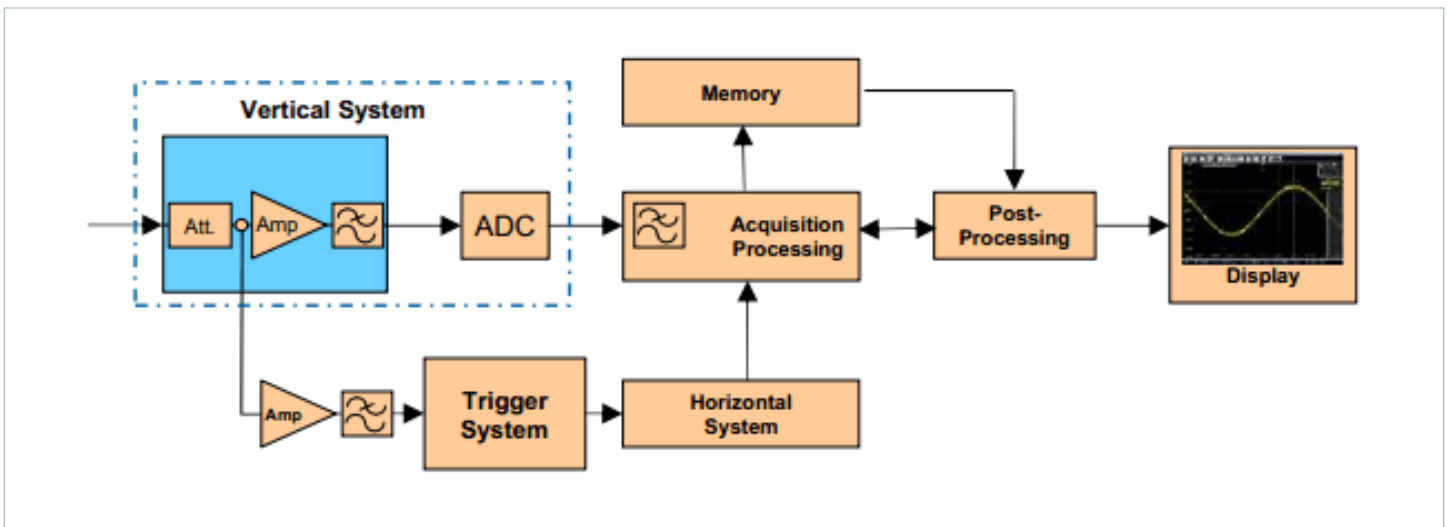 Vertical System
Memory
Att.
Amp
ADC
Acquisition
Processing
Post-
Processing
Display
Amp
Trigger
System
Horizontal
System